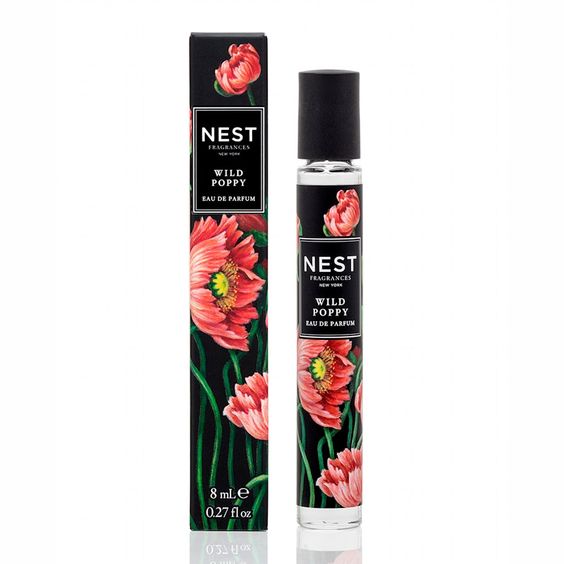 NEST
FRAGRANCES
NEW YORK
WILD
POPPY
EAU DE PARFUM
8 mL℮
0.27 fl oz
NEST
FRAGRANCES
NEW YORK
WILD
POPPY
EAU DE PARFUM